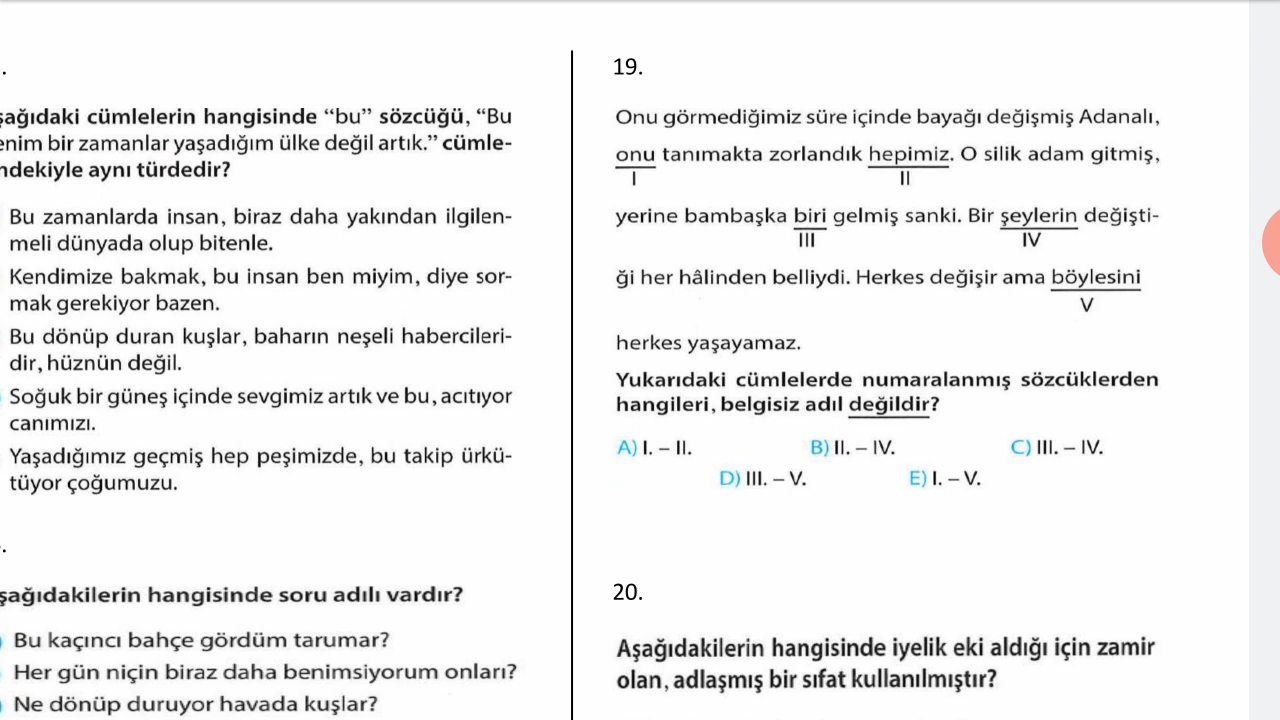 .
şağıdaki cümlelerin hangisinde “bu” sözcüğü, “Bu
enim bir zamanlar yaşadığım ülke değil artık.” cümle-
ndekiyle aynı türdedir?
Bu zamanlarda insan, biraz daha yakından ilgilen-
meli dünyada olup bitenle.
Kendimize bakmak, bu insan ben miyim, diye sor-
mak gerekiyor bazen.
Bu dönüp duran kuşlar, baharın neşeli habercileri-
dir, hüznün değil.
Soğuk bir güneş içinde sevgimiz artık ve bu, acıtıyor
canımızı.
Yaşadığımız geçmiş hep peşimizde, bu takip ürkü-
tüyor çoğumuzu.
.
şağıdakilerin hangisinde soru adılı vardır?
Bu kaçıncı bahçe gördüm tarumar?
Her gün niçin biraz daha benimsiyorum onları?
Ne dönüp duruyor havada kuşlar?
19.
Onu görmediğimiz süre içinde bayağı değişmiş Adanalı,
onu tanımakta zorlandık hepimiz. O silik adam gitmiş,
I II
yerine bambaşka biri gelmiş sanki. Bir şeylerin değişti-
III IV
ği her hâlinden belliydi. Herkes değişir ama böylesini
V
herkes yaşayamaz.
Yukarıdaki cümlelerde numaralanmış sözcüklerden
hangileri, belgisiz adıl değildir?
A) I. – II. B) II. – IV. C) III. – IV.
D) III. – V. E) I. – V.
20.
Aşağıdakilerin hangisinde iyelik eki aldığı için zamir
olan, adlaşmış bir sıfat kullanılmıştır?